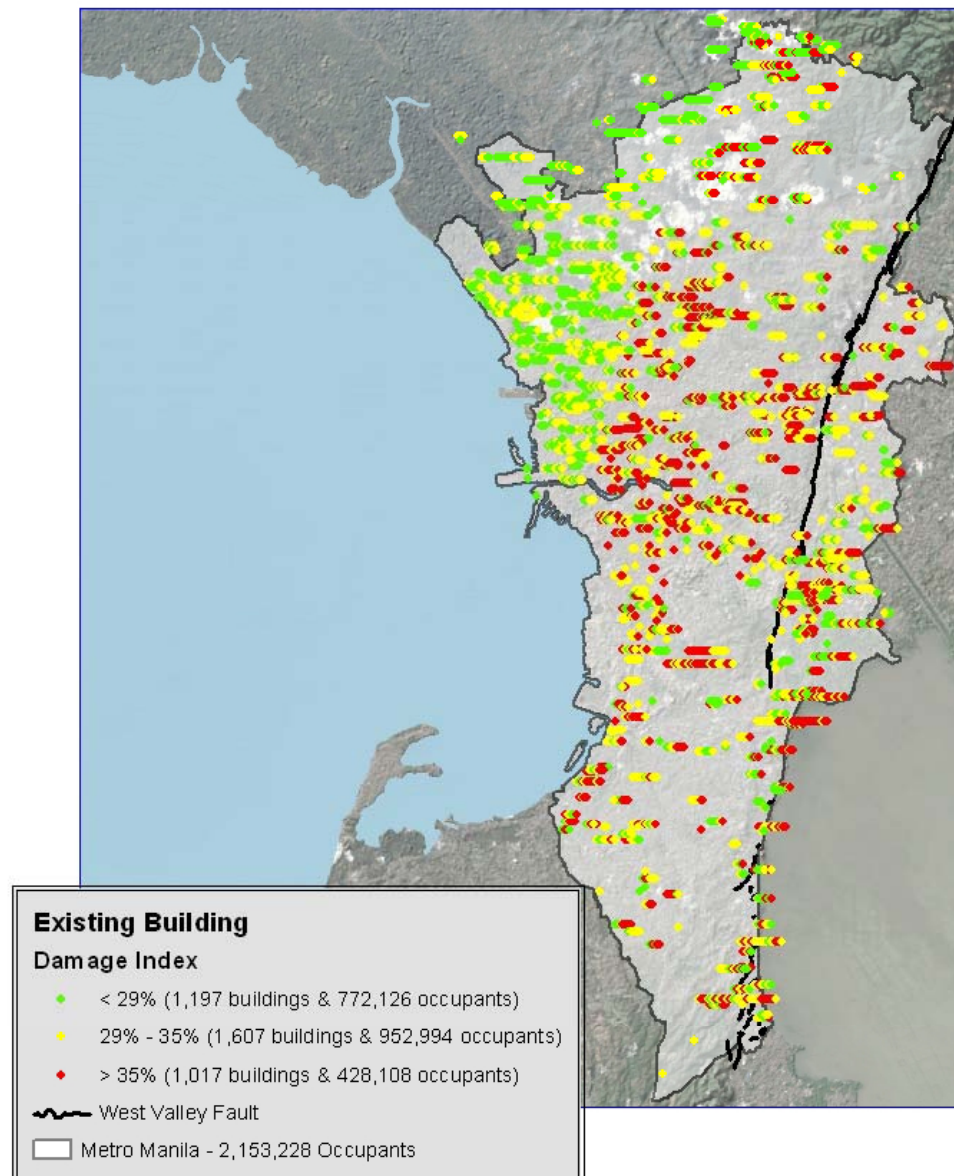 Existing Building
Damage Index
< 29% (1,197 buildings & 772,126 occupants)
29% - 35% (1,607 buildings & 952,994 occupants)
> 35% (1,017 buildings & 428,108 occupants)
West Valley Fault
Metro Manila - 2,153,228 Occupants